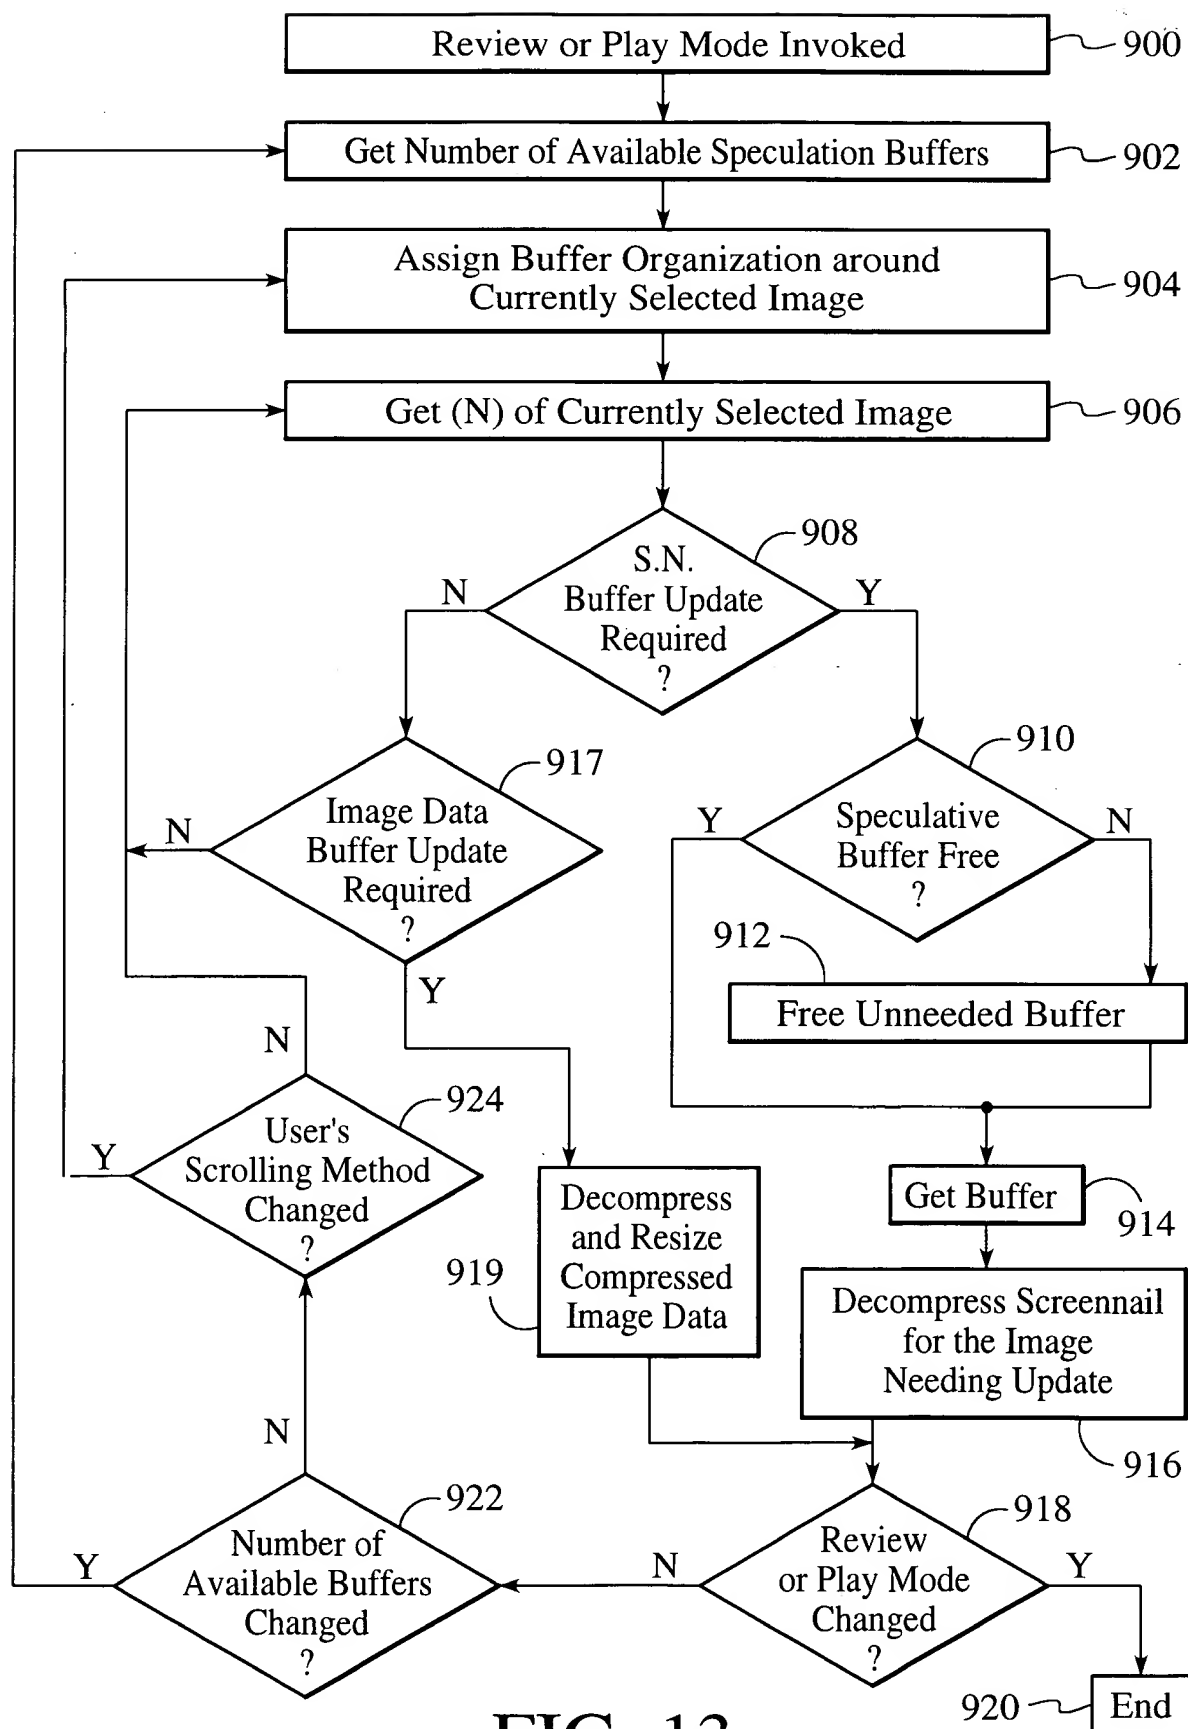 Review or Play Mode Invoked
900
Get Number of Available Speculation Buffers
902
Assign Buffer Organization around
Currently Selected Image
904
Get (N) of Currently Selected Image
906
S.N.
Buffer Update
Required
?
908
N
Y
Image Data
Buffer Update
Required
?
917
N
Y
Speculative
Buffer Free
?
910
Y
N
912
Free Unneeded Buffer
User's
Scrolling Method
Changed
?
924
N
Y
Decompress
and Resize
Compressed
Image Data
919
Get Buffer
914
Decompress Screennail
for the Image
Needing Update
916
N
Number of
Available Buffers
Changed
?
922
Y
Review
or Play Mode
Changed
?
918
N
Y
920
End
FIG. 13